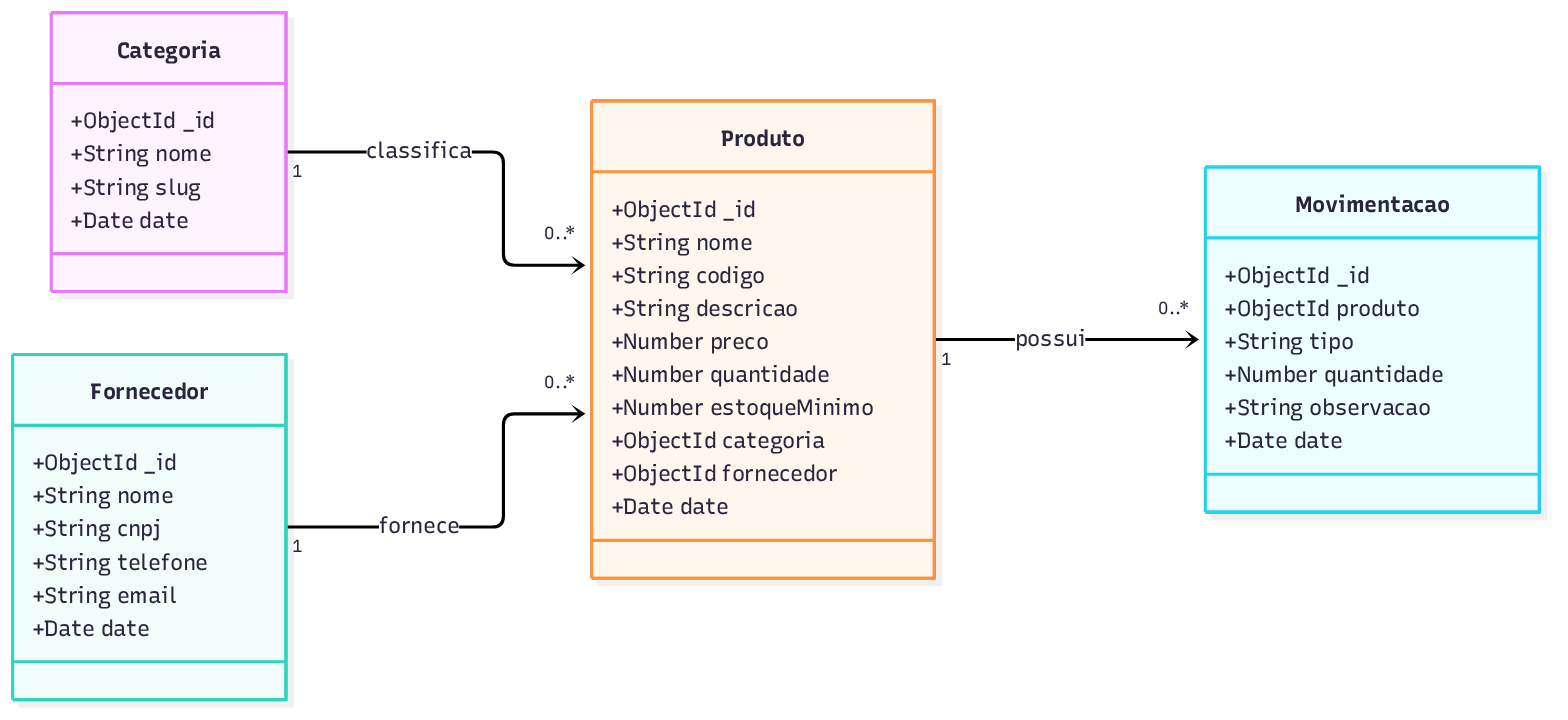 Categoria
+ObjectId _id
+String nome
+String slug
+Date date
classifica
1
0..*
Fornecedor
+ObjectId _id
+String nome
+String cnpj
+String telefone
+String email
+Date date
fornece
1
0..*
Produto
+ObjectId _id
+String nome
+String codigo
+String descricao
+Number preco
+Number quantidade
+Number estoqueMinimo
+ObjectId categoria
+ObjectId fornecedor
+Date date
possui
1
0..*
Movimentacao
+ObjectId _id
+ObjectId produto
+String tipo
+Number quantidade
+String observacao
+Date date